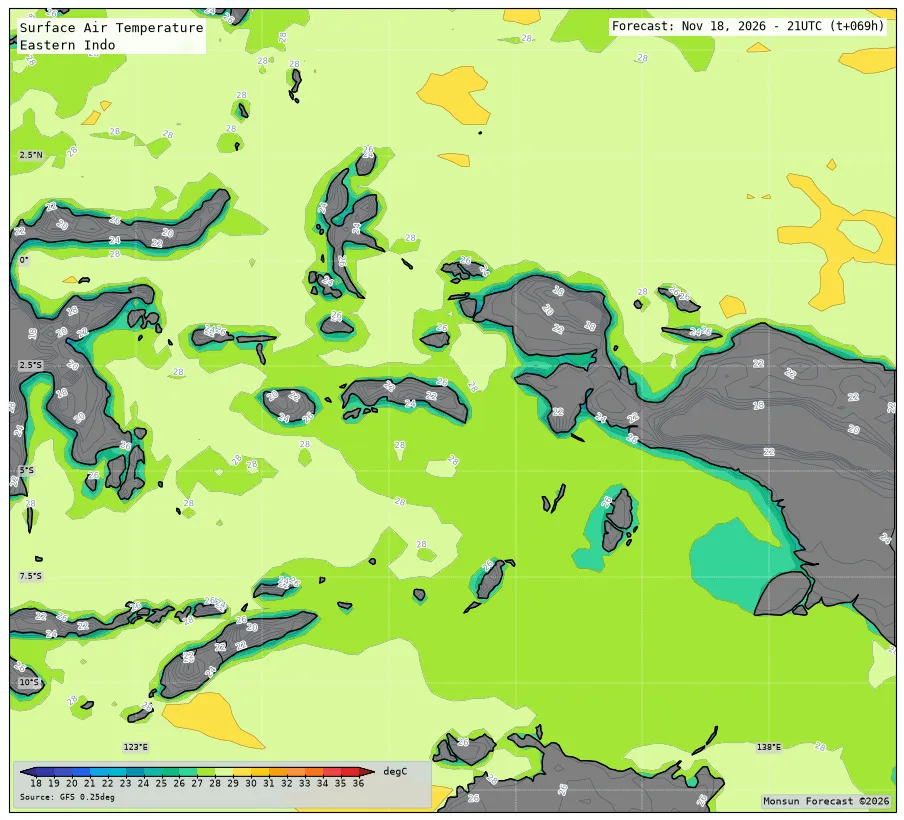 Surface Air Temperature
Eastern Indo
Forecast: Nov 18, 2026 - 21UTC (t+069h)
2.5°N
0°
2.5°S
5°S
7.5°S
10°S
123°E
138°E
degC
18 19 20 21 22 23 24 25 26 27 28 29 30 31 32 33 34 35 36
Source: GFS 0.25deg
Monsun Forecast ©2026